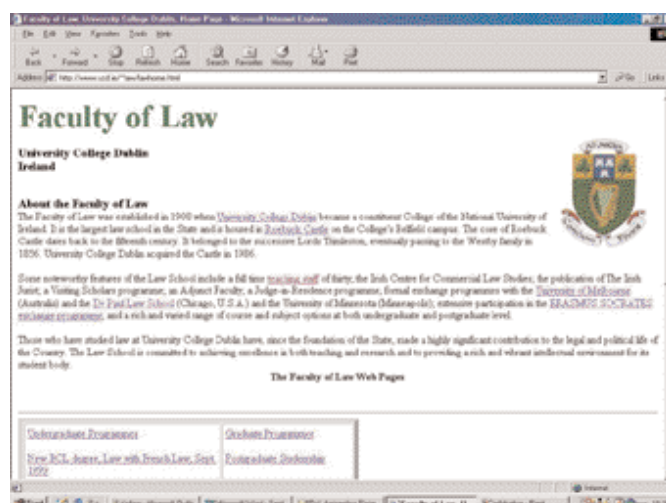 Faculty of Law, University College Dublin, Home Page - Microsoft Internet Explorer
File Edit View Favorites Tools Help
Back Forward Stop Refresh Home Search Favorites History Mail Print
Address http://www.ucd.ie/~law/lawhome.html Go Links
Faculty of Law
University College Dublin
Ireland
About the Faculty of Law
The Faculty of Law was established in 1908 when University College Dublin became a constituent College of the National University of
Ireland. It is the largest law school in the State and is housed in Roebuck Castle on the College's Belfield campus. The core of Roebuck
Castle dates back to the fifteenth century. It belonged to the successive Lords Trimleston, eventually passing to the Westby family in
1856. University College Dublin acquired the Castle in 1986.
Some noteworthy features of the Law School include a full time teaching staff of thirty, the Irish Centre for Commercial Law Studies, the publication of The Irish
Jurist, a Visiting Scholars programme, an Adjunct Faculty, a Judge-in-Residence programme, formal exchange programmes with the University of Melbourne
(Australia) and the De Paul Law School (Chicago, U.S.A.) and the University of Minnesota (Minneapolis), extensive participation in the ERASMUS SOCRATES
exchange programme, and a rich and varied range of course and subject options at both undergraduate and postgraduate level.
Those who have studied law at University College Dublin have, since the foundation of the State, made a highly significant contribution to the legal and political life of
the Country. The Law School is committed to achieving excellence in both teaching and research and to providing a rich and vibrant intellectual environment for its
student body.
The Faculty of Law Web Pages
Undergraduate Programmes Graduate Programmes
New BCL degree, Law with French Law, Sept. Postgraduate Studentship
1999
Internet